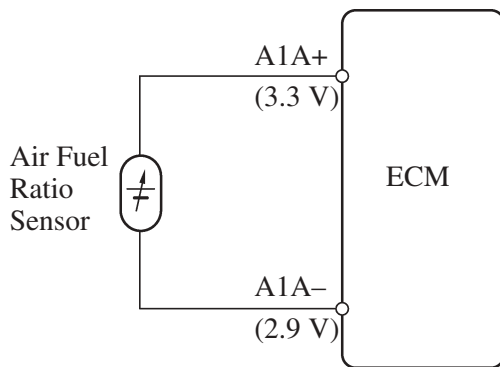 A1A+
(3.3 V)
Air Fuel
Ratio
Sensor
ECM
A1A–
(2.9 V)